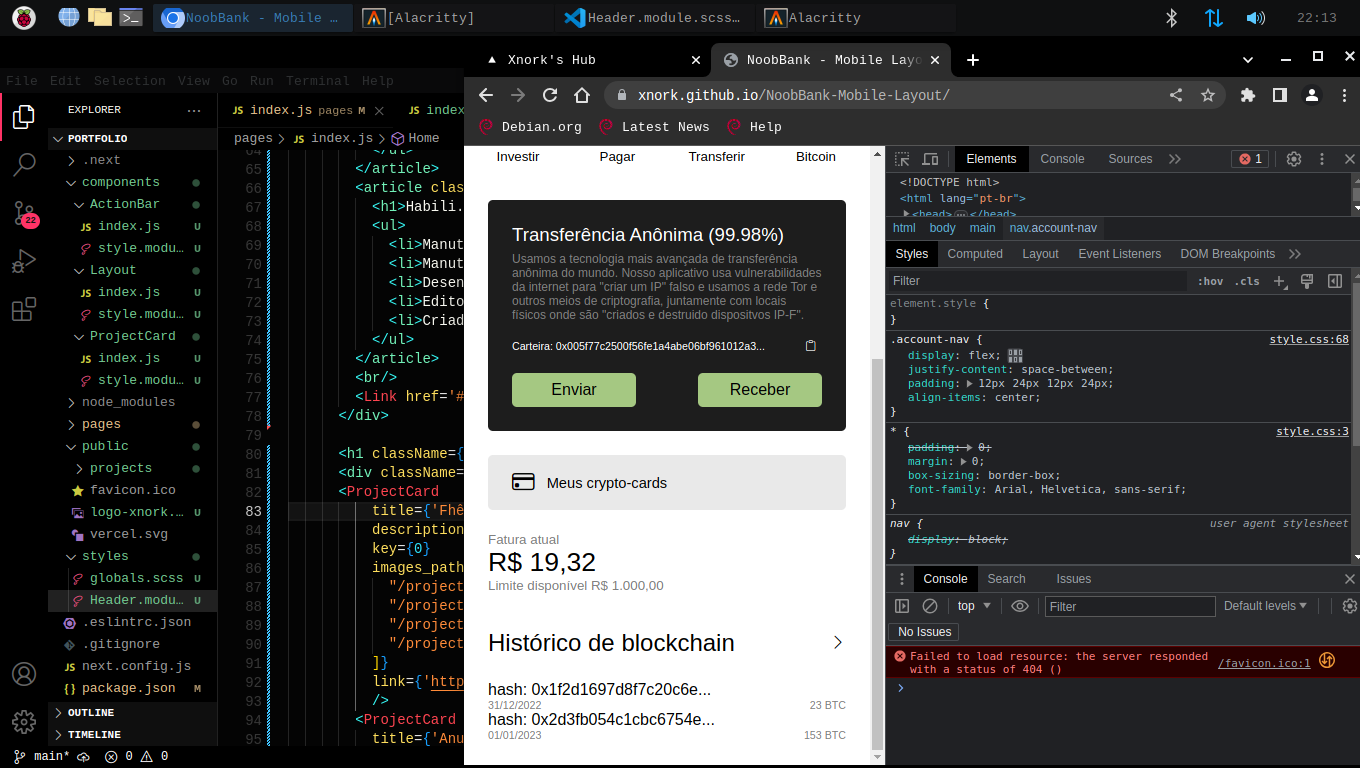 NoobBank - Mobile ...
[Alacritty]
Header.module.scss...
Alacritty
22:13
File Edit Selection View Go Run Terminal Help
EXPLORER
PORTFOLIO
.next
components
ActionBar
JS index.js U
style.modu... U
Layout
JS index.js U
style.modu... U
ProjectCard
JS index.js U
style.modu... U
node_modules
pages
public
projects
favicon.ico
logo-xnork.... U
vercel.svg
styles
globals.scss U
Header.modu... U
.eslintrc.json
.gitignore
JS next.config.js
{} package.json M
OUTLINE
TIMELINE
22
main* 0 0
JS index.js pages M
JS index
pages > JS index.js > Home
64 </ul>
65 </article>
66 <article clas
67 <h1>Habili.
68 <ul>
69 <li>Manut
70 <li>Manut
71 <li>Desen
72 <li>Edito
73 <li>Criad
74 </ul>
75 </article>
76 <br/>
77 <Link href='#
78 </div>
79
80 <h1 className={
81 <div className=
82 <ProjectCard
83 title={'Fhê
84 description
85 key={0}
86 images_path
87 "/project
88 "/project
89 "/project
90 "/project
91 ]}
92 link={'http
93 />
94 <ProjectCard
95 title={'Anu
Xnork's Hub
NoobBank - Mobile Layo
xnork.github.io/NoobBank-Mobile-Layout/
Debian.org
Latest News
Help
Investir Pagar Transferir Bitcoin
Transferência Anônima (99.98%)
Usamos a tecnologia mais avançada de transferência
anônima do mundo. Nosso aplicativo usa vulnerabilidades
da internet para "criar um IP" falso e usamos a rede Tor e
outros meios de criptografia, juntamente com locais
físicos onde são "criados e destruido dispositvos IP-F".
Carteira: 0x005f77c2500f56fe1a4abe06bf961012a3...
Enviar Receber
Meus crypto-cards
Fatura atual
R$ 19,32
Limite disponível R$ 1.000,00
Histórico de blockchain
hash: 0x1f2d1697d8f7c20c6e...
31/12/2022 23 BTC
hash: 0x2d3fb054c1cbc6754e...
01/01/2023 153 BTC
Elements Console Sources 1
<!DOCTYPE html>
<html lang="pt-br">
<head>…</head>
html body main nav.account-nav
Styles Computed Layout Event Listeners DOM Breakpoints
Filter :hov .cls
element.style {
}
.account-nav { style.css:68
display: flex;
justify-content: space-between;
padding: 12px 24px 12px 24px;
align-items: center;
}
* { style.css:3
padding: 0;
margin: 0;
box-sizing: border-box;
font-family: Arial, Helvetica, sans-serif;
}
nav { user agent stylesheet
display: block;
}
Console Search Issues
top Filter Default levels
No Issues
Failed to load resource: the server responded /favicon.ico:1
with a status of 404 ()